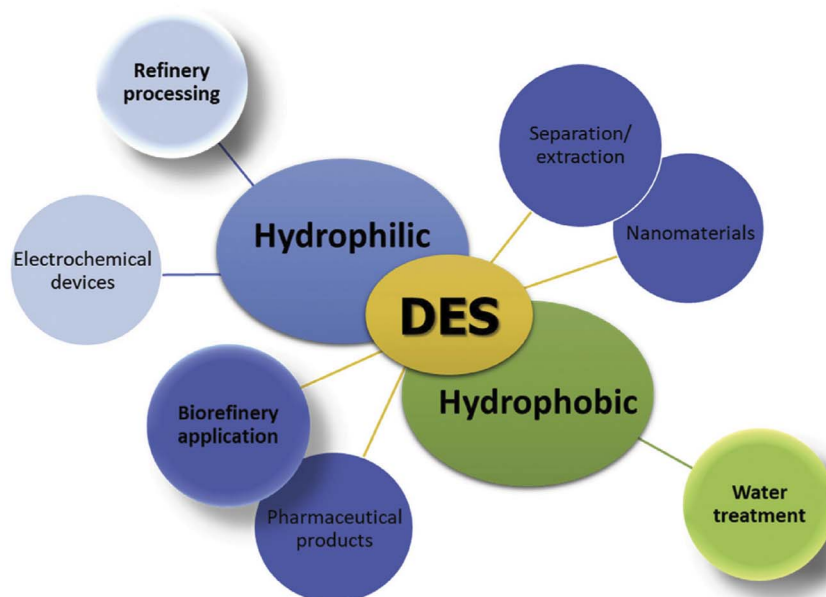 Refinery
processing
Separation/
extraction
Hydrophilic
Nanomaterials
Electrochemical
devices
DES
Hydrophobic
Biorefinery
application
Water
treatment
Pharmaceutical
products